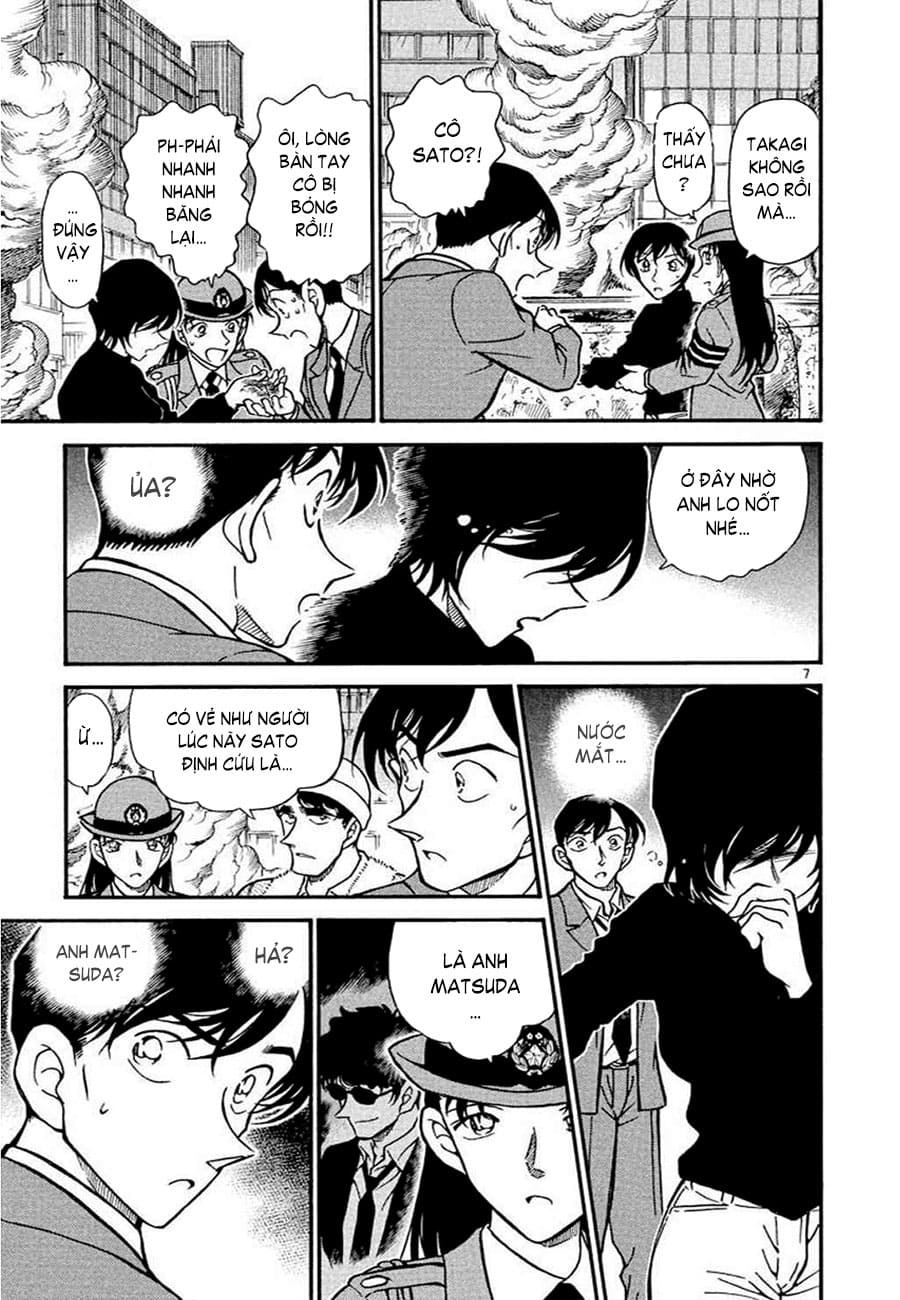 TAKAGI
KHÔNG
SAO RỒI
MÀ...
THẤY
CHƯA
?
CÔ
SATO?!
ÔI, LÒNG
BÀN TAY
CÔ BỊ
BỎNG
RỒI!!
PH-PHẢI
NHANH
NHANH
BĂNG
LẠI...
...
ĐÚNG
VẬY
...
Ở ĐÂY NHỜ
ANH LO NỐT
NHÉ...
ỦA?
7
NƯỚC
MẮT...
CÓ VẺ NHƯ NGƯỜI
LÚC NÀY SATO
ĐỊNH CỨU LÀ...
Ừ...
LÀ ANH
MATSUDA
...
HẢ?
ANH MAT-
SUDA?